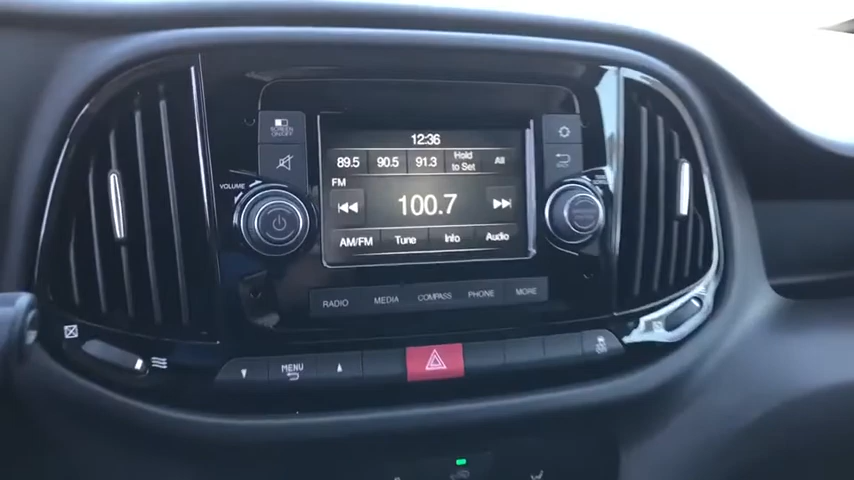 SCREEN
ON/OFF
12:36
89.5 90.5 91.3 Hold to Set All
FM
VOLUME
100.7
AM/FM Tune Info Audio
RADIO MEDIA COMPASS PHONE MORE
MENU